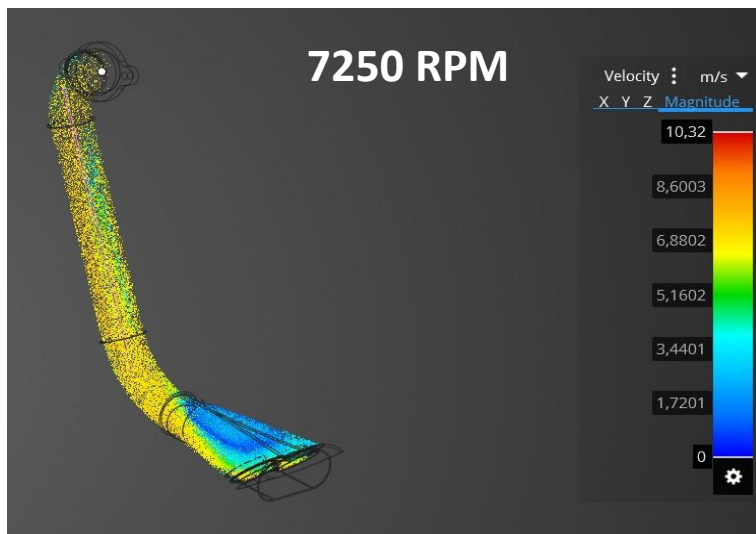 7250 RPM
Velocity m/s
X Y Z Magnitude
10,32
8,6003
6,8802
5,1602
3,4401
1,7201
0